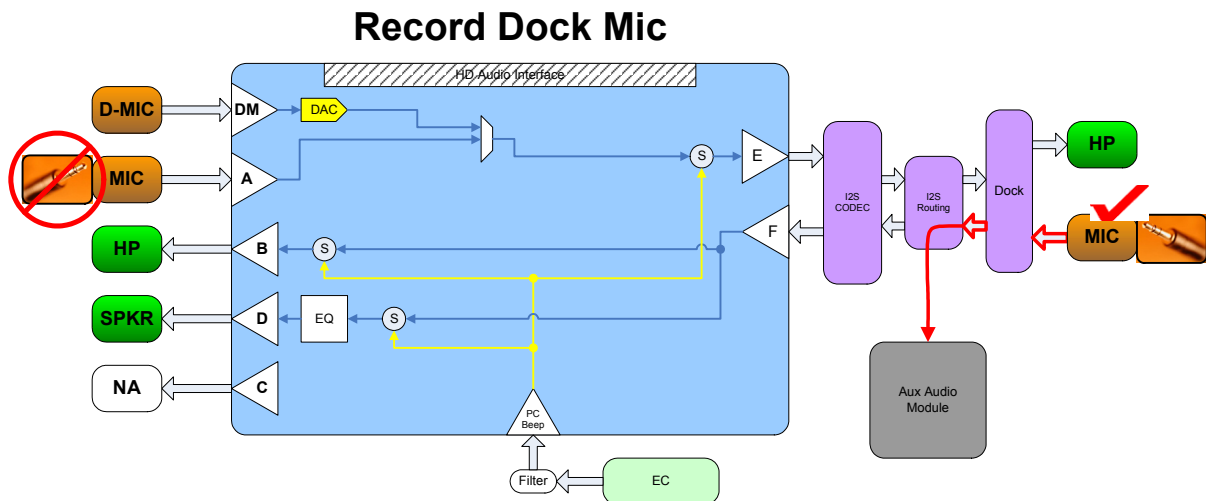 Record Dock Mic
HD Audio Interface
D-MIC
DM
DAC
MIC
A
S
E
I2S
CODEC
I2S
Routing
Dock
HP
MIC
F
HP
B
S
SPKR
D
EQ
S
NA
C
PC
Beep
Aux Audio
Module
Filter
EC